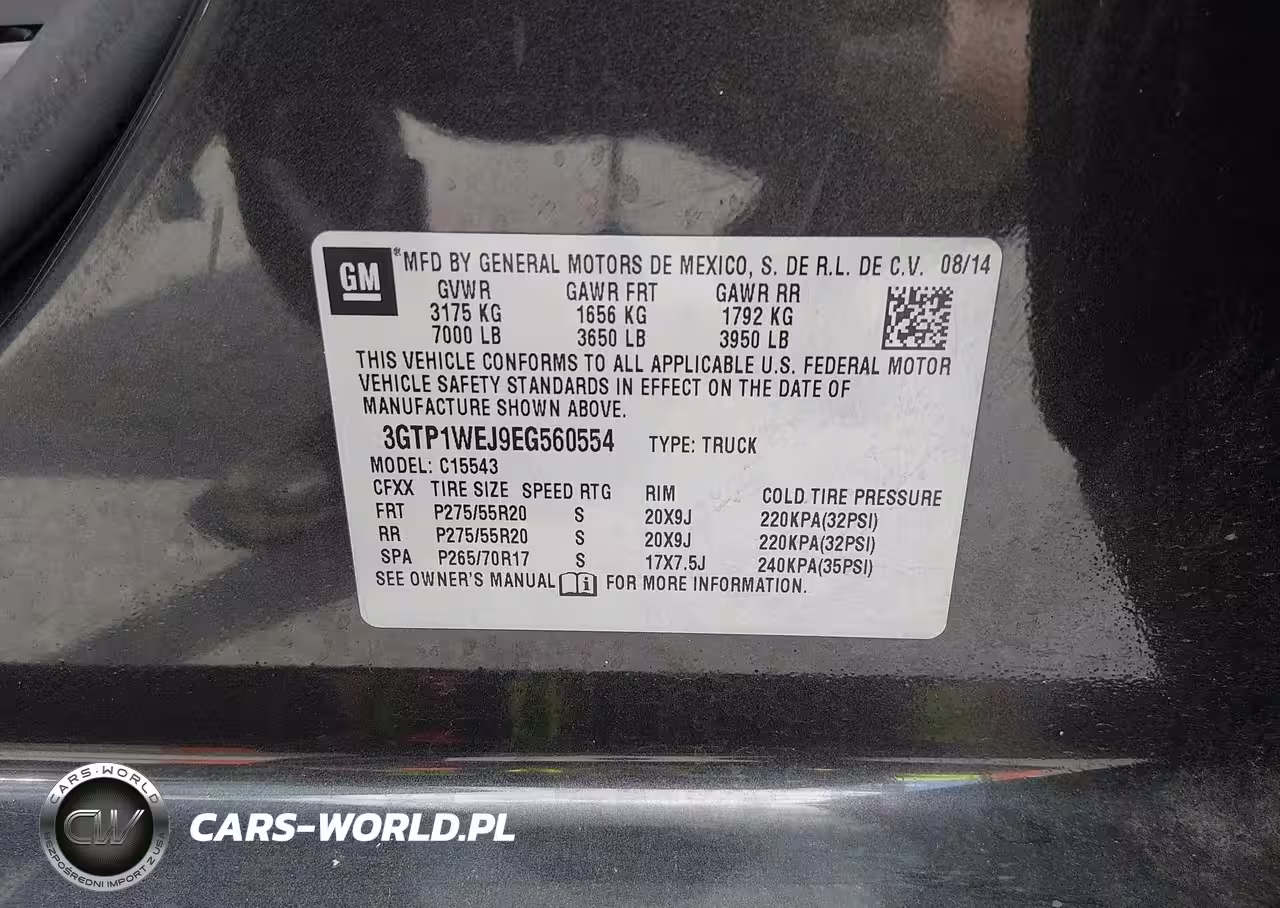 GM® MFD BY GENERAL MOTORS DE MEXICO, S. DE R.L. DE C.V. 08/14
GVWR GAWR FRT GAWR RR
3175 KG 1656 KG 1792 KG
7000 LB 3650 LB 3950 LB
THIS VEHICLE CONFORMS TO ALL APPLICABLE U.S. FEDERAL MOTOR
VEHICLE SAFETY STANDARDS IN EFFECT ON THE DATE OF
MANUFACTURE SHOWN ABOVE.
3GTP1WEJ9EG560554 TYPE: TRUCK
MODEL: C15543
CFXX TIRE SIZE SPEED RTG RIM COLD TIRE PRESSURE
FRT P275/55R20 S 20X9J 220KPA(32PSI)
RR P275/55R20 S 20X9J 220KPA(32PSI)
SPA P265/70R17 S 17X7.5J 240KPA(35PSI)
SEE OWNER'S MANUAL i FOR MORE INFORMATION.
CARS-WORLD
CW
BEZPOŚREDNI IMPORT Z USA
CARS-WORLD.PL